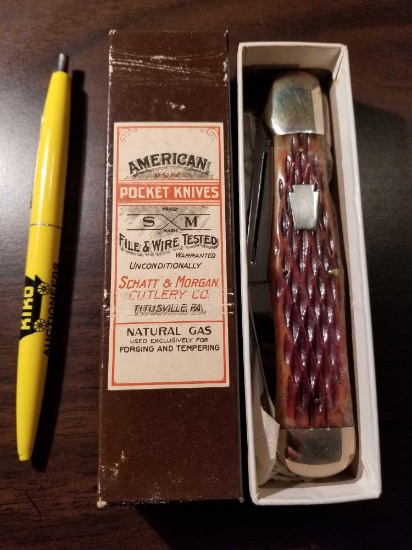 AMERICAN
POCKET KNIVES
TRADE
S M
MARK
FILE & WIRE TESTED
WARRANTED
UNCONDITIONALLY
SCHATT & MORGAN
CUTLERY CO.
TITUSVILLE, PA.
NATURAL GAS
USED EXCLUSIVELY FOR
FORGING AND TEMPERING
KIKO
AUCTIONEERS